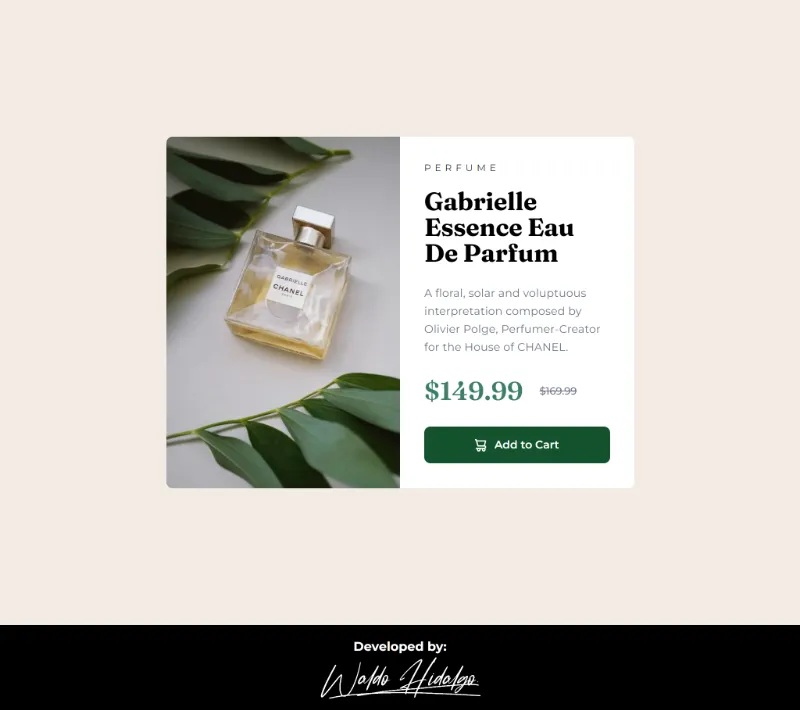 GABRIELLE
CHANEL
PERFUME
Gabrielle
Essence Eau
De Parfum
A floral, solar and voluptuous
interpretation composed by
Olivier Polge, Perfumer-Creator
for the House of CHANEL.
$149.99 $169.99
Add to Cart
Developed by:
Waldo Hidalgo